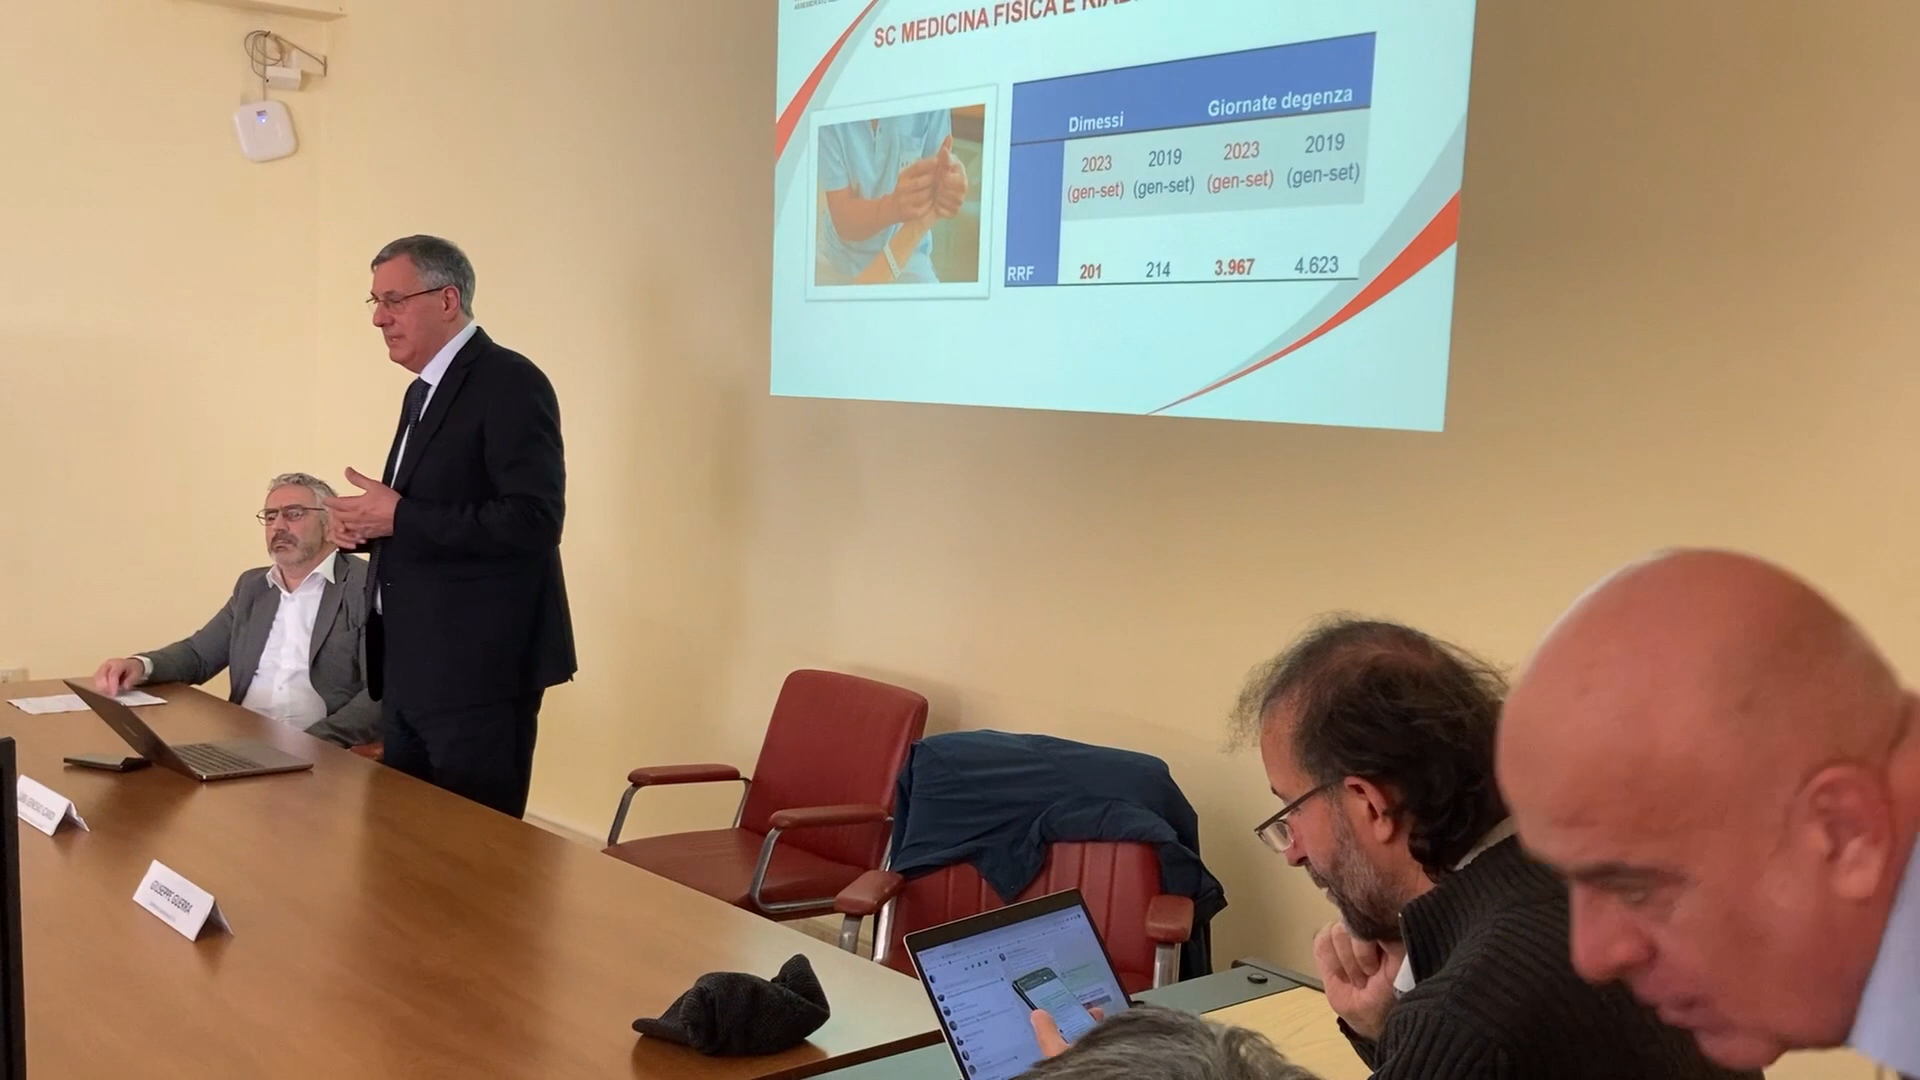 SC MEDICINA FISICA E
Dimessi Giornate degenza
2023 2019 2023 2019
(gen-set) (gen-set) (gen-set) (gen-set)
RRF 201 214 3.967 4.623
GIUSEPPE GUERRA